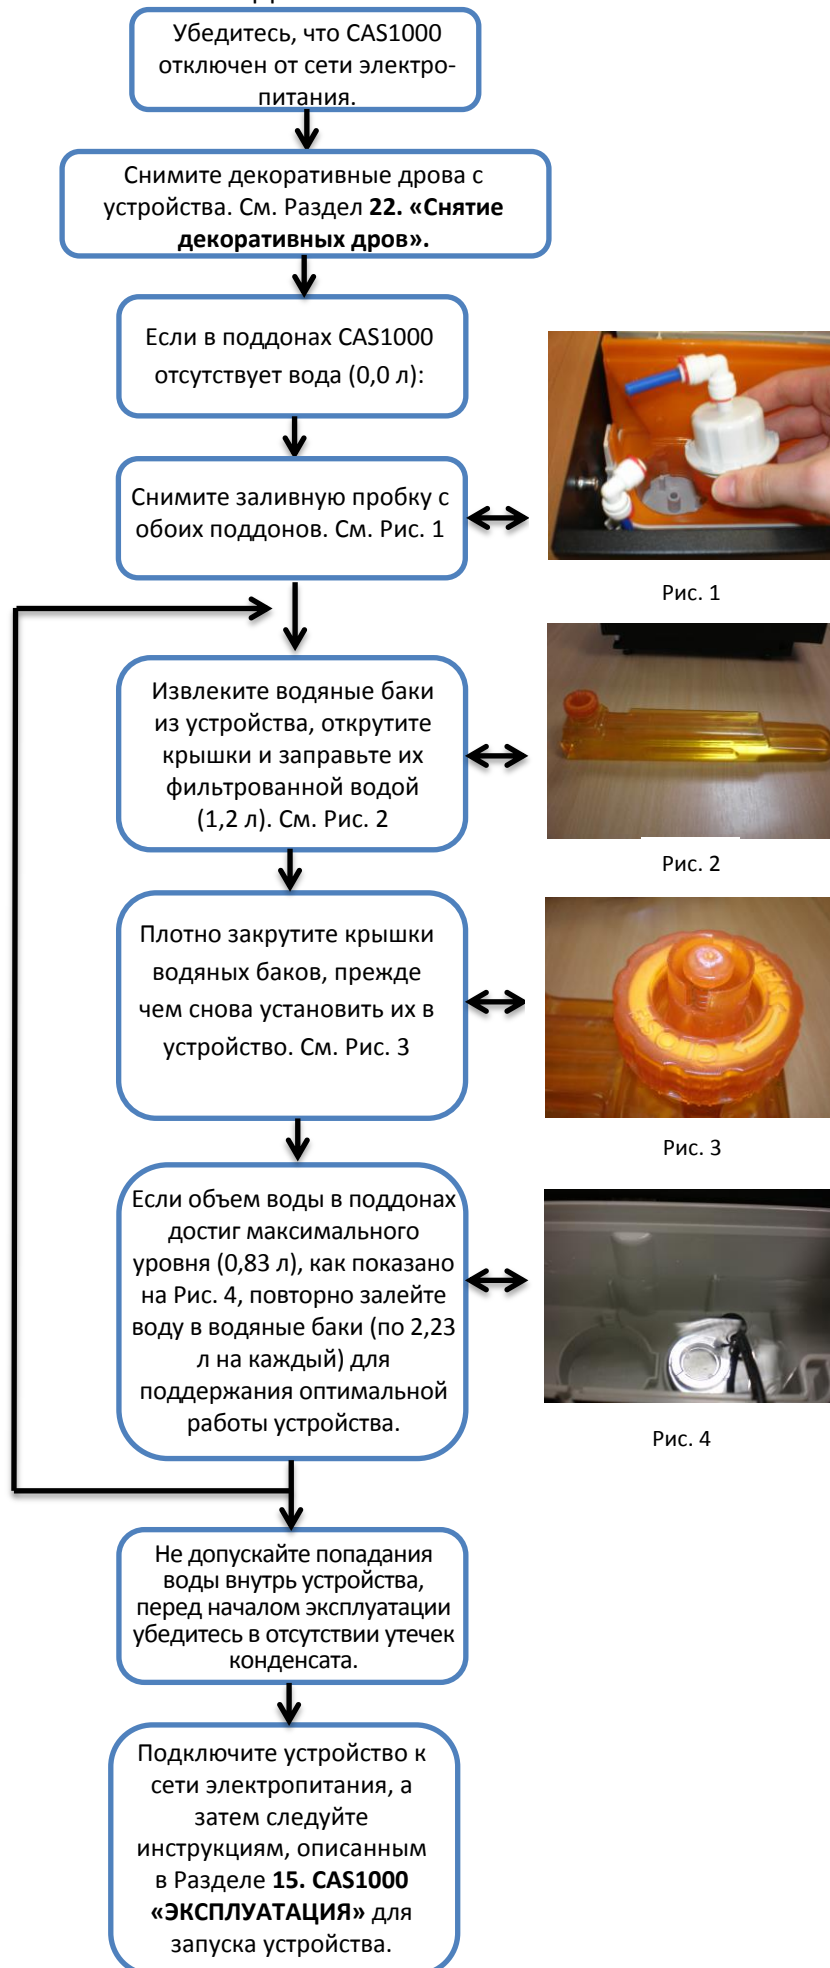 Убедитесь, что CAS1000
отключен от сети электро-
питания.
Снимите декоративные дрова с
устройства. См. Раздел 22. «Снятие
декоративных дров».
Если в поддонах CAS1000
отсутствует вода (0,0 л):
Снимите заливную пробку с
обоих поддонов. См. Рис. 1
Рис. 1
Извлеките водяные баки
из устройства, открутите
крышки и заправьте их
фильтрованной водой
(1,2 л). См. Рис. 2
Рис. 2
Плотно закрутите крышки
водяных баков, прежде
чем снова установить их в
устройство. См. Рис. 3
Рис. 3
Если объем воды в поддонах
достиг максимального
уровня (0,83 л), как показано
на Рис. 4, повторно залейте
воду в водяные баки (по 2,23
л на каждый) для
поддержания оптимальной
работы устройства.
Рис. 4
Не допускайте попадания
воды внутрь устройства,
перед началом эксплуатации
убедитесь в отсутствии утечек
конденсата.
Подключите устройство к
сети электропитания, а
затем следуйте
инструкциям, описанным
в Разделе 15. CAS1000
«ЭКСПЛУАТАЦИЯ» для
запуска устройства.